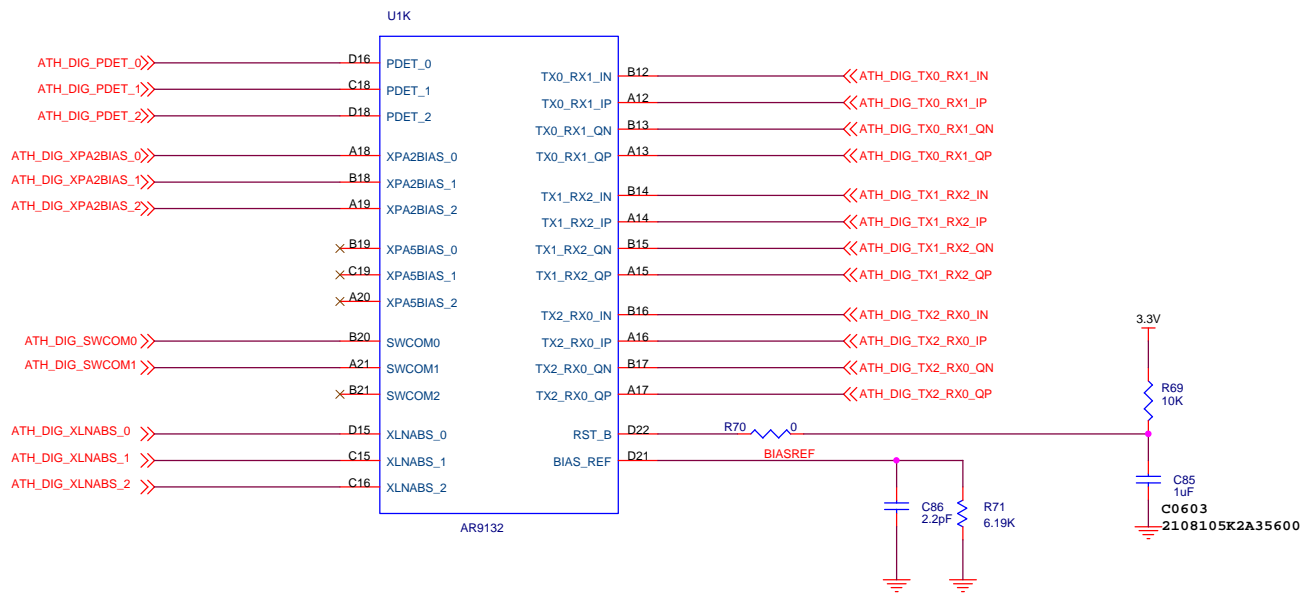 U1K
ATH_DIG_PDET_0 D16 PDET_0
ATH_DIG_PDET_1 C18 PDET_1
ATH_DIG_PDET_2 D18 PDET_2
ATH_DIG_XPA2BIAS_0 A18 XPA2BIAS_0
ATH_DIG_XPA2BIAS_1 B18 XPA2BIAS_1
ATH_DIG_XPA2BIAS_2 A19 XPA2BIAS_2
B19 XPA5BIAS_0
C19 XPA5BIAS_1
A20 XPA5BIAS_2
ATH_DIG_SWCOM0 B20 SWCOM0
ATH_DIG_SWCOM1 A21 SWCOM1
B21 SWCOM2
ATH_DIG_XLNABS_0 D15 XLNABS_0
ATH_DIG_XLNABS_1 C15 XLNABS_1
ATH_DIG_XLNABS_2 C16 XLNABS_2
TX0_RX1_IN B12 ATH_DIG_TX0_RX1_IN
TX0_RX1_IP A12 ATH_DIG_TX0_RX1_IP
TX0_RX1_QN B13 ATH_DIG_TX0_RX1_QN
TX0_RX1_QP A13 ATH_DIG_TX0_RX1_QP
TX1_RX2_IN B14 ATH_DIG_TX1_RX2_IN
TX1_RX2_IP A14 ATH_DIG_TX1_RX2_IP
TX1_RX2_QN B15 ATH_DIG_TX1_RX2_QN
TX1_RX2_QP A15 ATH_DIG_TX1_RX2_QP
TX2_RX0_IN B16 ATH_DIG_TX2_RX0_IN
TX2_RX0_IP A16 ATH_DIG_TX2_RX0_IP
TX2_RX0_QN B17 ATH_DIG_TX2_RX0_QN
TX2_RX0_QP A17 ATH_DIG_TX2_RX0_QP
RST_B D22 R70 0
BIAS_REF D21 BIASREF
AR9132
3.3V
R69
10K
C85
1uF
C0603
2108105K2A35600
C86
2.2pF
R71
6.19K